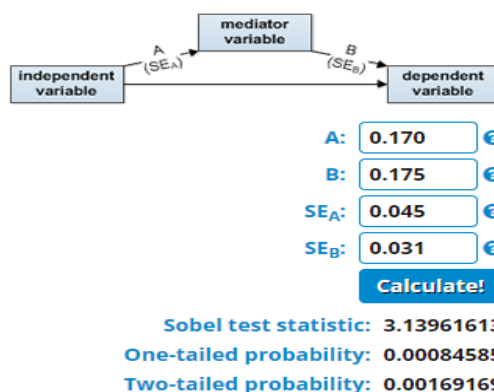 mediator
variable
A
(SEA)
B
(SEB)
independent
variable
dependent
variable
A: 0.170
B: 0.175
SEA: 0.045
SEB: 0.031
Calculate!
Sobel test statistic: 3.13961613
One-tailed probability: 0.00084585
Two-tailed probability: 0.00169169